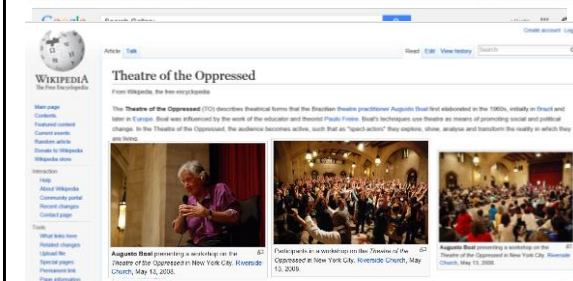 Google Search Gallery
Create account Log
Article Talk
Read Edit View history Search
WIKIPEDIA
The Free Encyclopedia
Theatre of the Oppressed
From Wikipedia, the free encyclopedia
Main page
Contents
Featured content
Current events
Random article
Donate to Wikipedia
Wikipedia store
Interaction
Help
About Wikipedia
Community portal
Recent changes
Contact page
Tools
What links here
Related changes
Upload file
Special pages
Permanent link
Page information
The Theatre of the Oppressed (TO) describes theatrical forms that the Brazilian theatre practitioner Augusto Boal first elaborated in the 1960s, initially in Brazil and
later in Europe. Boal was influenced by the work of the educator and theorist Paulo Freire. Boal's techniques use theatre as means of promoting social and political
change. In the Theatre of the Oppressed, the audience becomes active, such that as "spect-actors" they explore, show, analyse and transform the reality in which they
are living.
Augusto Boal presenting a workshop on the
Theatre of the Oppressed in New York City. Riverside
Church, May 13, 2008.
Participants in a workshop on the Theatre of the
Oppressed in New York City. Riverside Church, May
13, 2008.
Augusto Boal presenting a workshop on the
Theatre of the Oppressed in New York City. Riverside
Church, May 13, 2008.